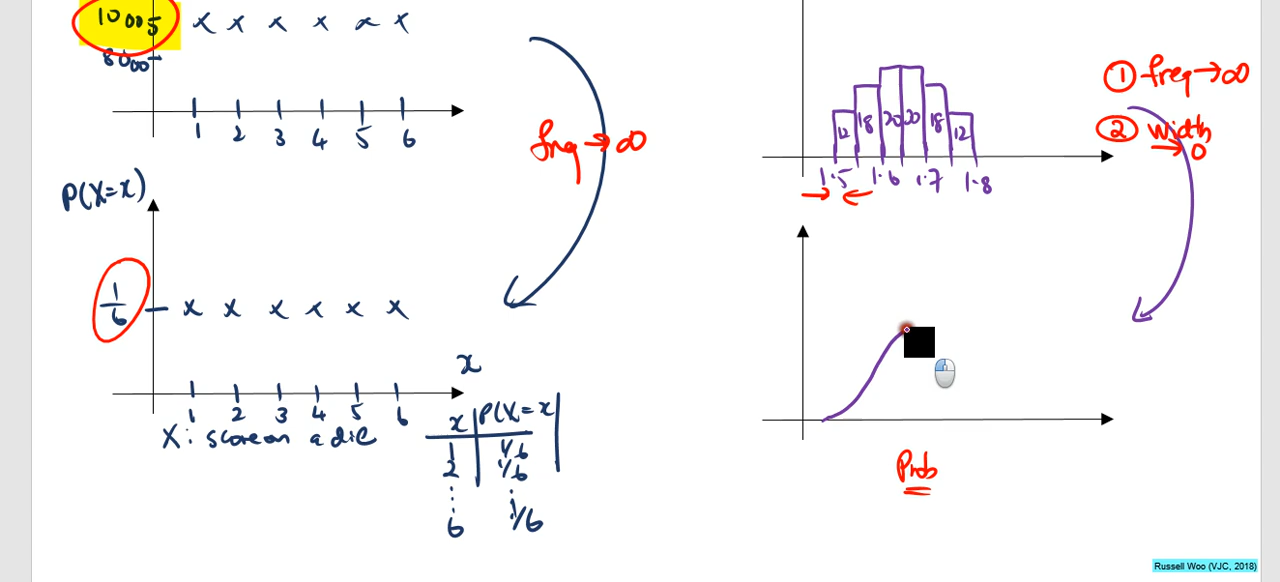 10005
8000
1 2 3 4 5 6
freq → ∞
P(X=x)
1/6
x
1 2 3 4 5 6
X: score on a die
x P(X=x)
1 1/6
2 1/6
⋮ ⋮
6 1/6
12 18 20 20 18 12
1.5 1.6 1.7 1.8
① freq → ∞
② width → 0
Prob
Russell Woo (VJC, 2018)